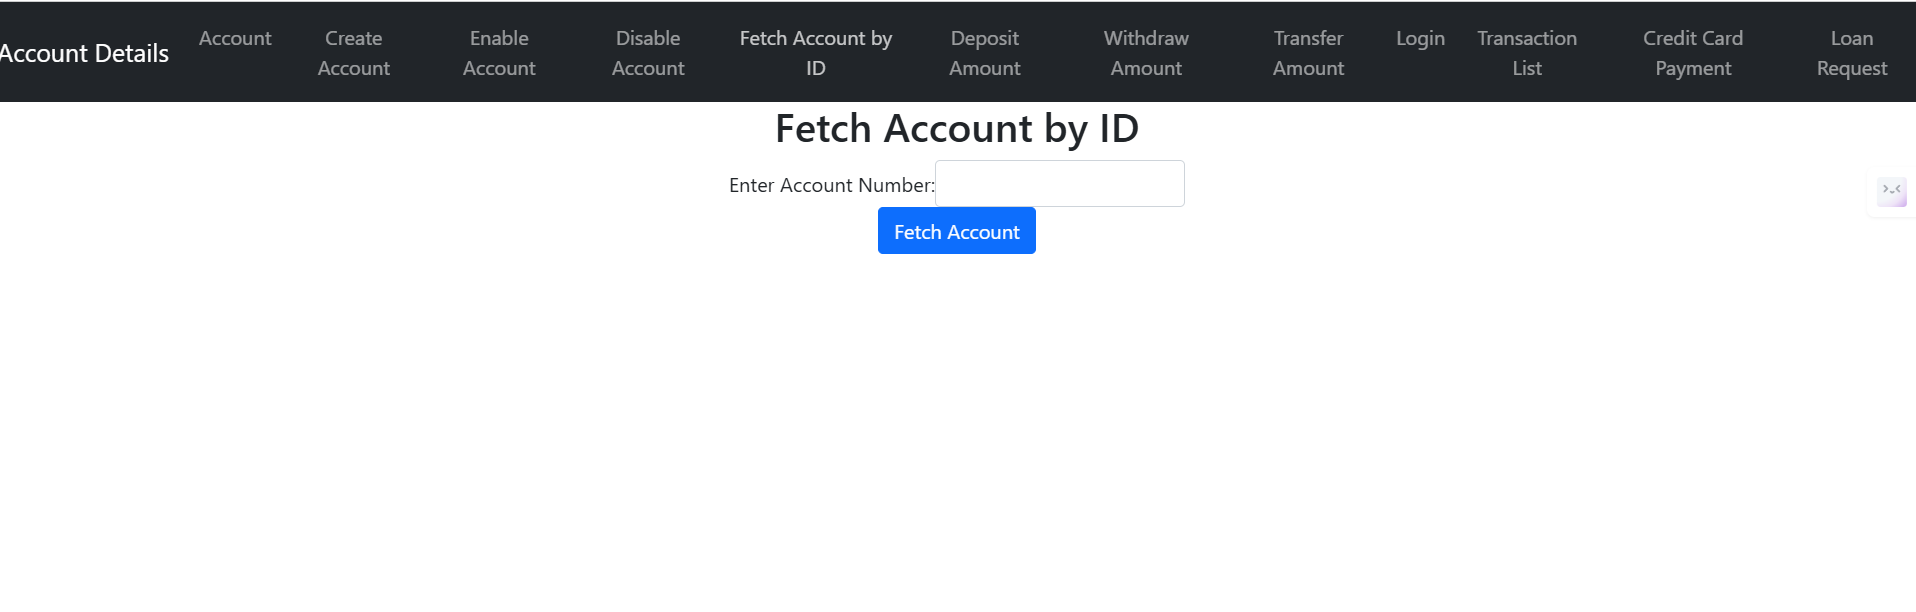 Account Details
Account
Create
Account
Enable
Account
Disable
Account
Fetch Account by
ID
Deposit
Amount
Withdraw
Amount
Transfer
Amount
Login
Transaction
List
Credit Card
Payment
Loan
Request
Fetch Account by ID
Enter Account Number:
Fetch Account